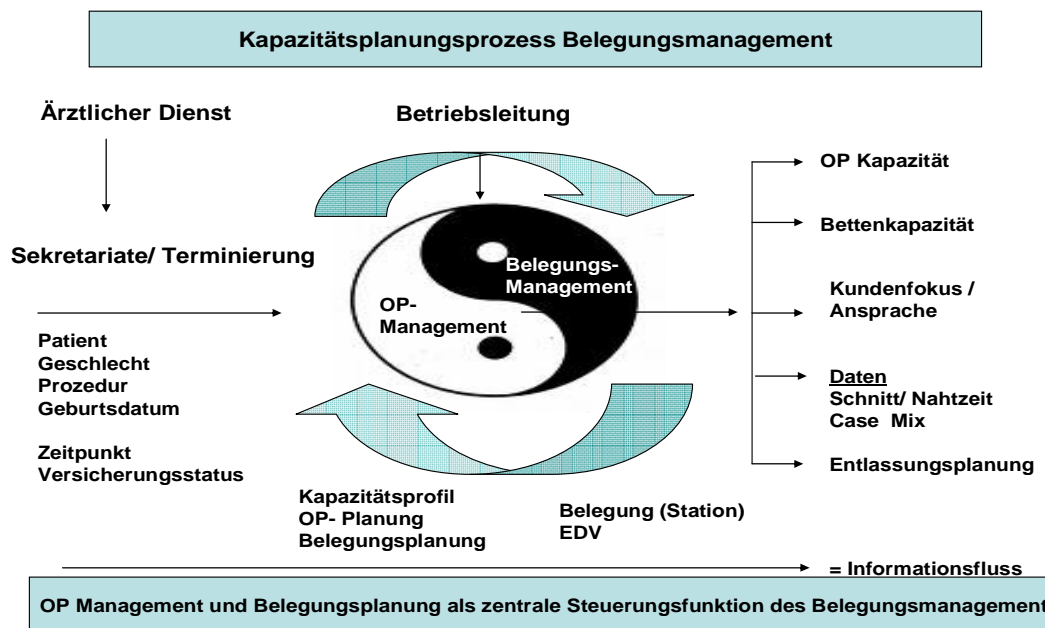 Kapazitätsplanungsprozess Belegungsmanagement
Ärztlicher Dienst
Betriebsleitung
Sekretariate/ Terminierung
Patient
Geschlecht
Prozedur
Geburtsdatum
Zeitpunkt
Versicherungsstatus
OP-
Management
Belegungs-
Management
OP Kapazität
Bettenkapazität
Kundenfokus /
Ansprache
Daten
Schnitt/ Nahtzeit
Case Mix
Entlassungsplanung
Kapazitätsprofil
OP- Planung
Belegungsplanung
Belegung (Station)
EDV
= Informationsfluss
OP Management und Belegungsplanung als zentrale Steuerungsfunktion des Belegungsmanagement